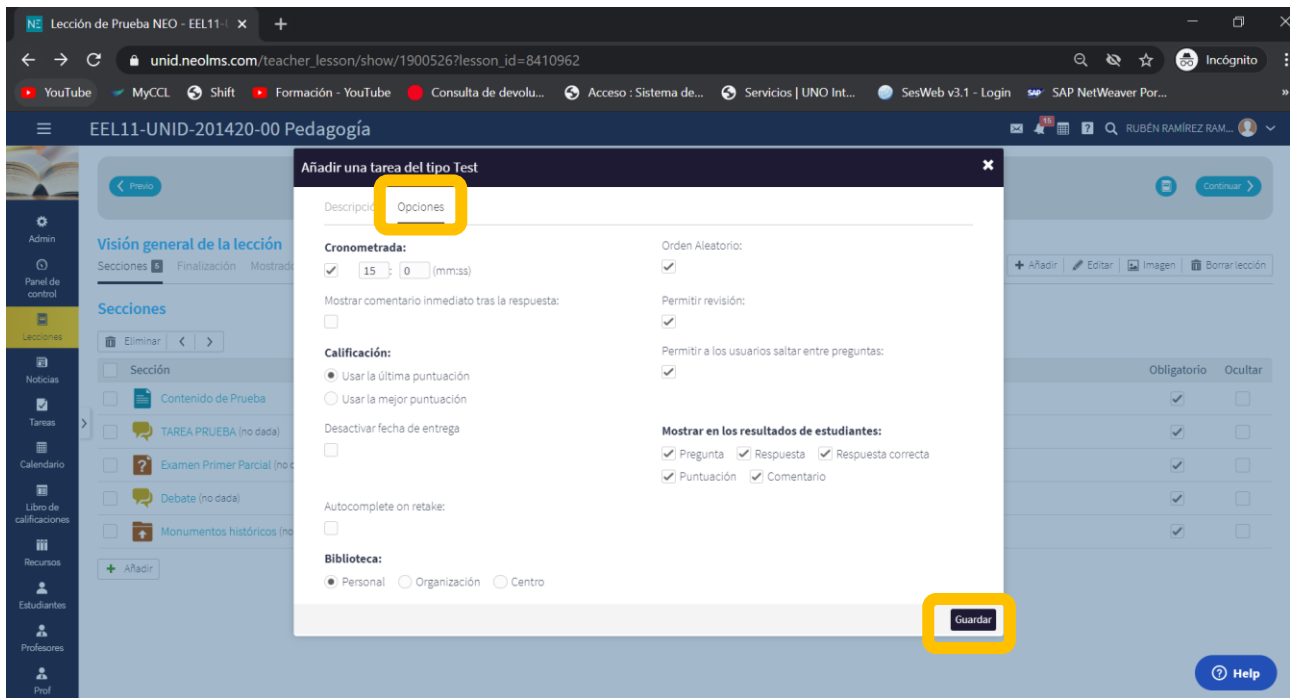 Lección de Prueba NEO - EEL11-
unid.neolms.com/teacher_lesson/show/1900526?lesson_id=8410962
Incógnito
YouTube MyCCL Shift Formación - YouTube Consulta de devolu... Acceso : Sistema de... Servicios | UNO Int... SesWeb v3.1 - Login SAP NetWeaver Por... »
EEL11-UNID-201420-00 Pedagogía
15
RUBÉN RAMÍREZ RAM...
Añadir una tarea del tipo Test
Previo
Continuar
Descripció Opciones
Admin
Panel de control
Lecciones
Noticias
Tareas
Calendario
Libro de calificaciones
Recursos
Estudiantes
Profesores
Prof
Visión general de la lección
Secciones 5 Finalización Mostrado
+ Añadir Editar Imagen Borrar lección
Secciones
Eliminar
Sección
Obligatorio Ocultar
Contenido de Prueba
TAREA PRUEBA (no dada)
Examen Primer Parcial (no d
Debate (no dada)
Monumentos históricos (no
+ Añadir
Cronometrada:
15 : 0 (mm:ss)
Mostrar comentario inmediato tras la respuesta:
Calificación:
Usar la última puntuación
Usar la mejor puntuación
Desactivar fecha de entrega
Autocomplete on retake:
Biblioteca:
Personal Organización Centro
Orden Aleatorio:
Permitir revisión:
Permitir a los usuarios saltar entre preguntas:
Mostrar en los resultados de estudiantes:
Pregunta Respuesta Respuesta correcta
Puntuación Comentario
Guardar
Help